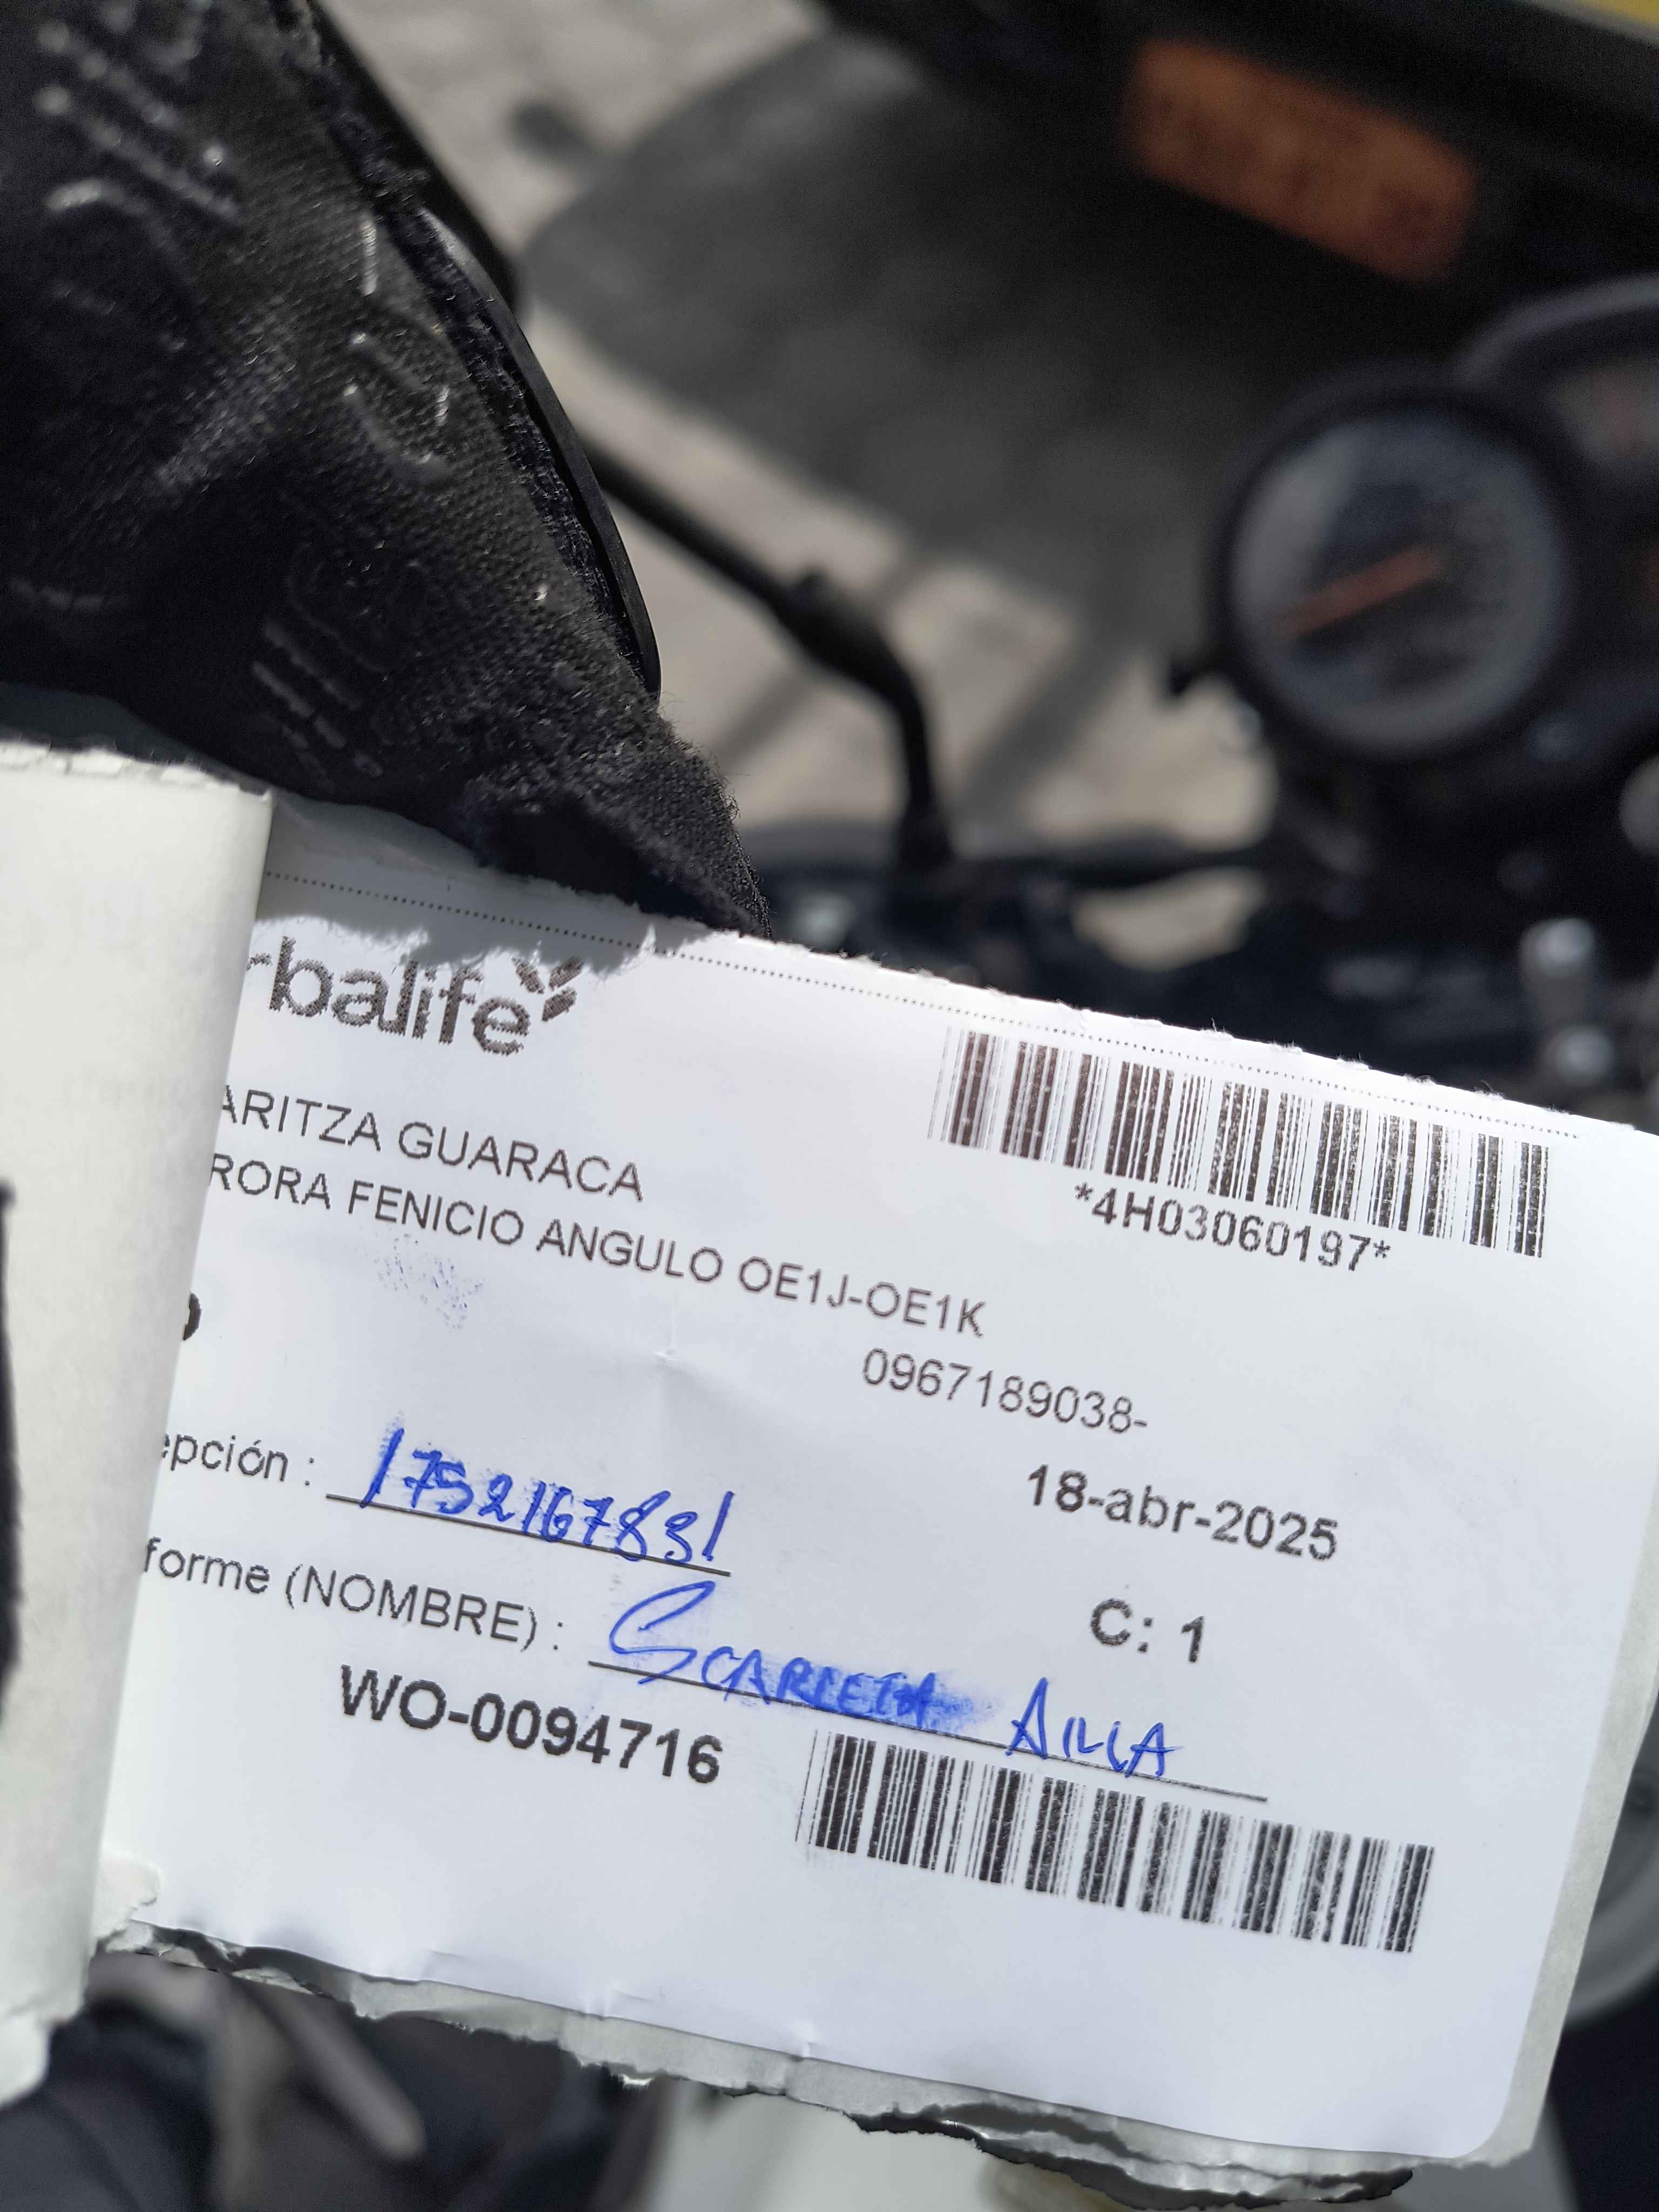 rbalife
ARITZA GUARACA
*4H03060197*
RORA FENICIO ANGULO OE1J-OE1K
0967189038-
epción : 1752167831
18-abr-2025
forme (NOMBRE) :
C: 1
WO-0094716